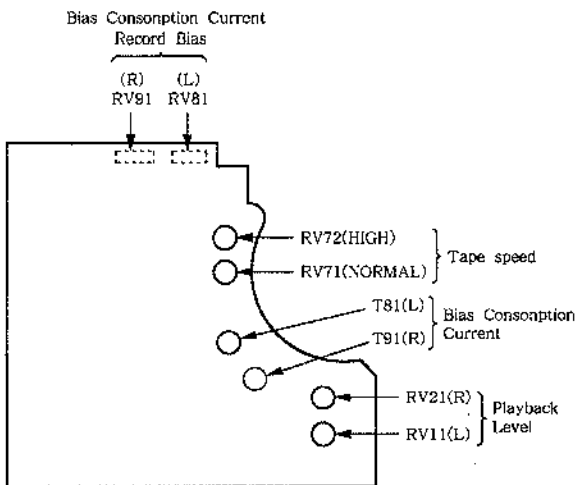 Bias Consonption Current
Record Bias
(R) (L)
RV91 RV81
RV72(HIGH)
RV71(NORMAL)
Tape speed
T81(L)
T91(R)
Bias Consonption
Current
RV21(R)
RV11(L)
Playback
Level